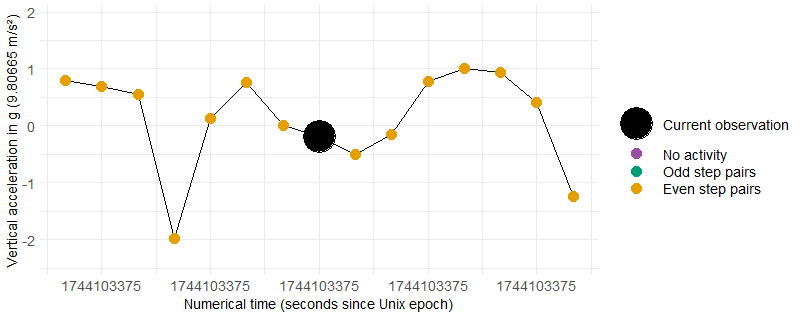 Vertical acceleration in g (9.80665 m/s²)
2
1
0
-1
-2
1744103375 1744103375 1744103375 1744103375 1744103375
Numerical time (seconds since Unix epoch)
Current observation
No activity
Odd step pairs
Even step pairs